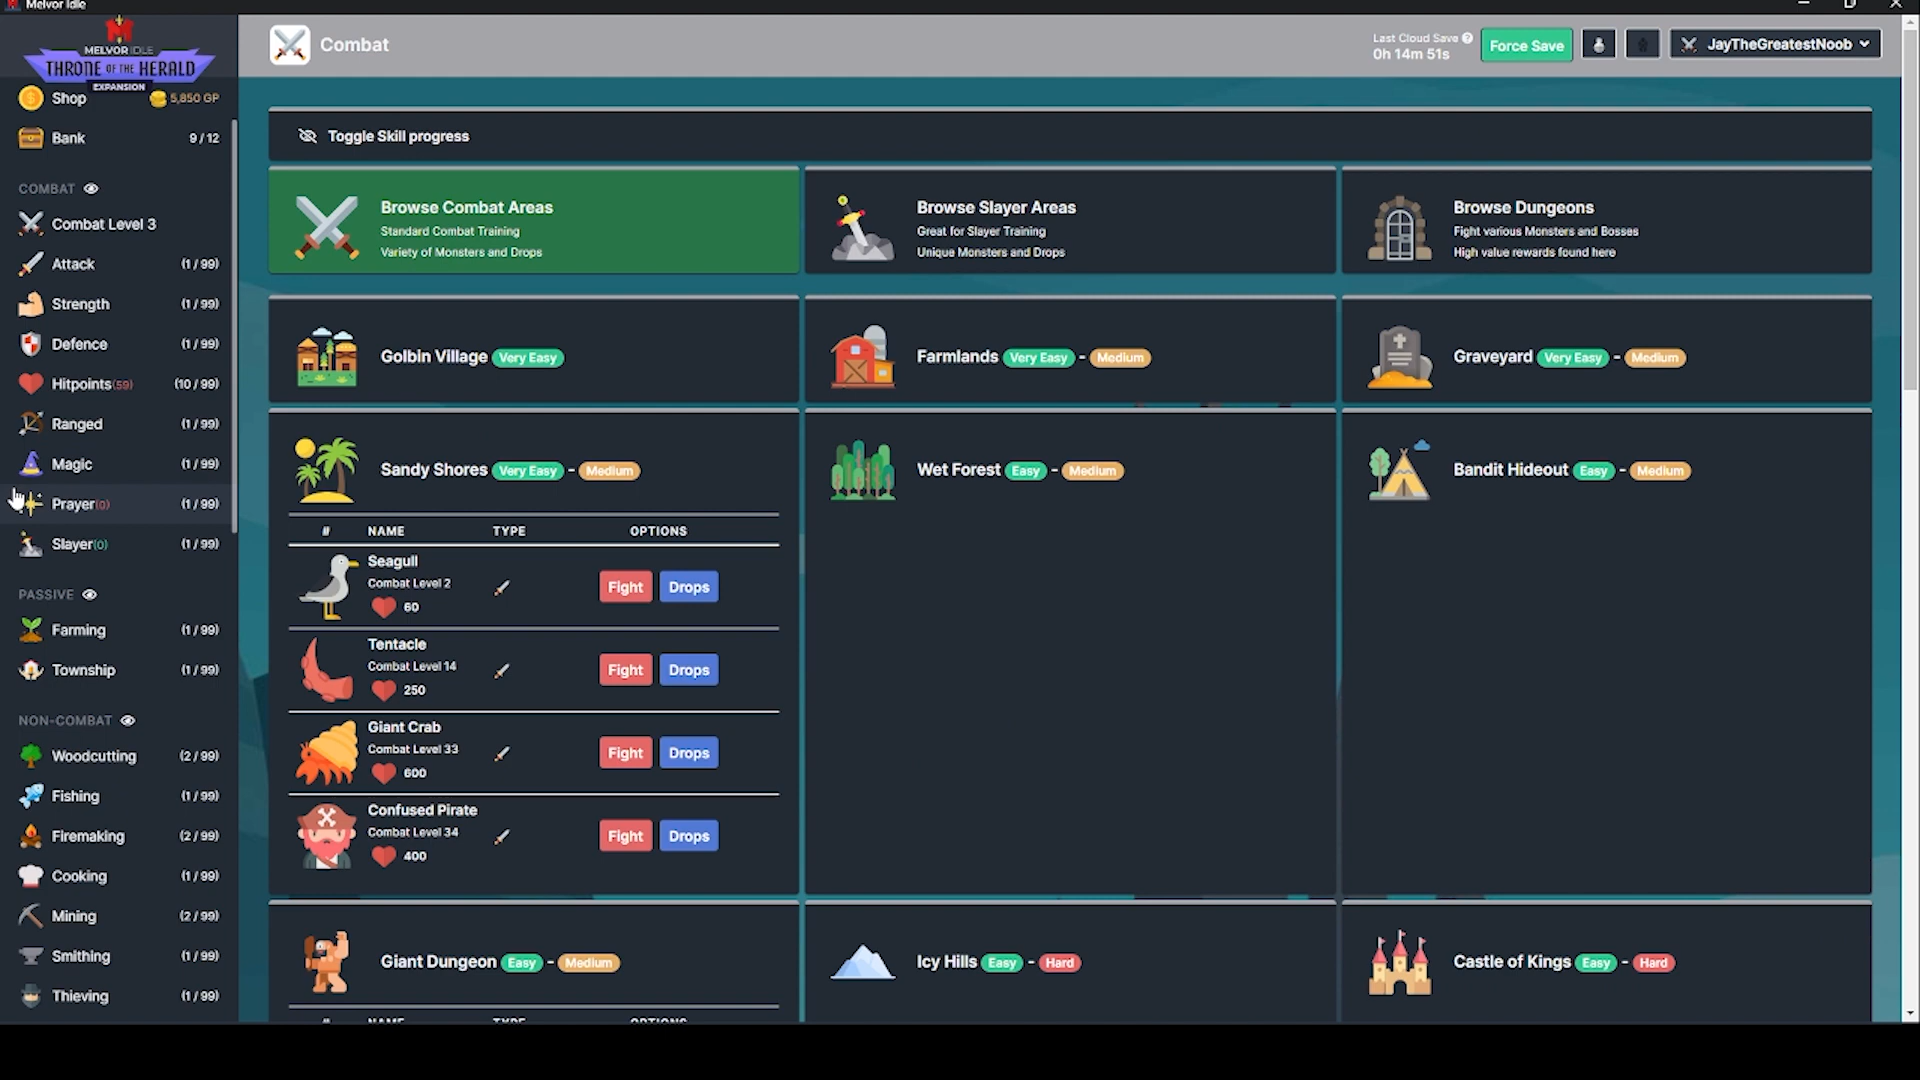 Melvor Idle
MELVOR IDLE
THRONE OF THE HERALD
EXPANSION
Shop 5,850 GP
Bank 9 / 12
COMBAT
Combat Level 3
Attack (1 / 99)
Strength (1 / 99)
Defence (1 / 99)
Hitpoints(59) (10 / 99)
Ranged (1 / 99)
Magic (1 / 99)
Prayer(0) (1 / 99)
Slayer(0) (1 / 99)
PASSIVE
Farming (1 / 99)
Township (1 / 99)
NON-COMBAT
Woodcutting (2 / 99)
Fishing (1 / 99)
Firemaking (2 / 99)
Cooking (1 / 99)
Mining (2 / 99)
Smithing (1 / 99)
Thieving (1 / 99)
Combat
Last Cloud Save ?
0h 14m 51s
Force Save
JayTheGreatestNoob
Toggle Skill progress
Browse Combat Areas
Standard Combat Training
Variety of Monsters and Drops
Browse Slayer Areas
Great for Slayer Training
Unique Monsters and Drops
Browse Dungeons
Fight various Monsters and Bosses
High value rewards found here
Golbin Village Very Easy
Farmlands Very Easy - Medium
Graveyard Very Easy - Medium
Sandy Shores Very Easy - Medium
Wet Forest Easy - Medium
Bandit Hideout Easy - Medium
# NAME TYPE OPTIONS
Seagull
Combat Level 2
60
Fight Drops
Tentacle
Combat Level 14
250
Fight Drops
Giant Crab
Combat Level 33
600
Fight Drops
Confused Pirate
Combat Level 34
400
Fight Drops
Giant Dungeon Easy - Medium
Icy Hills Easy - Hard
Castle of Kings Easy - Hard
# NAME TYPE OPTIONS